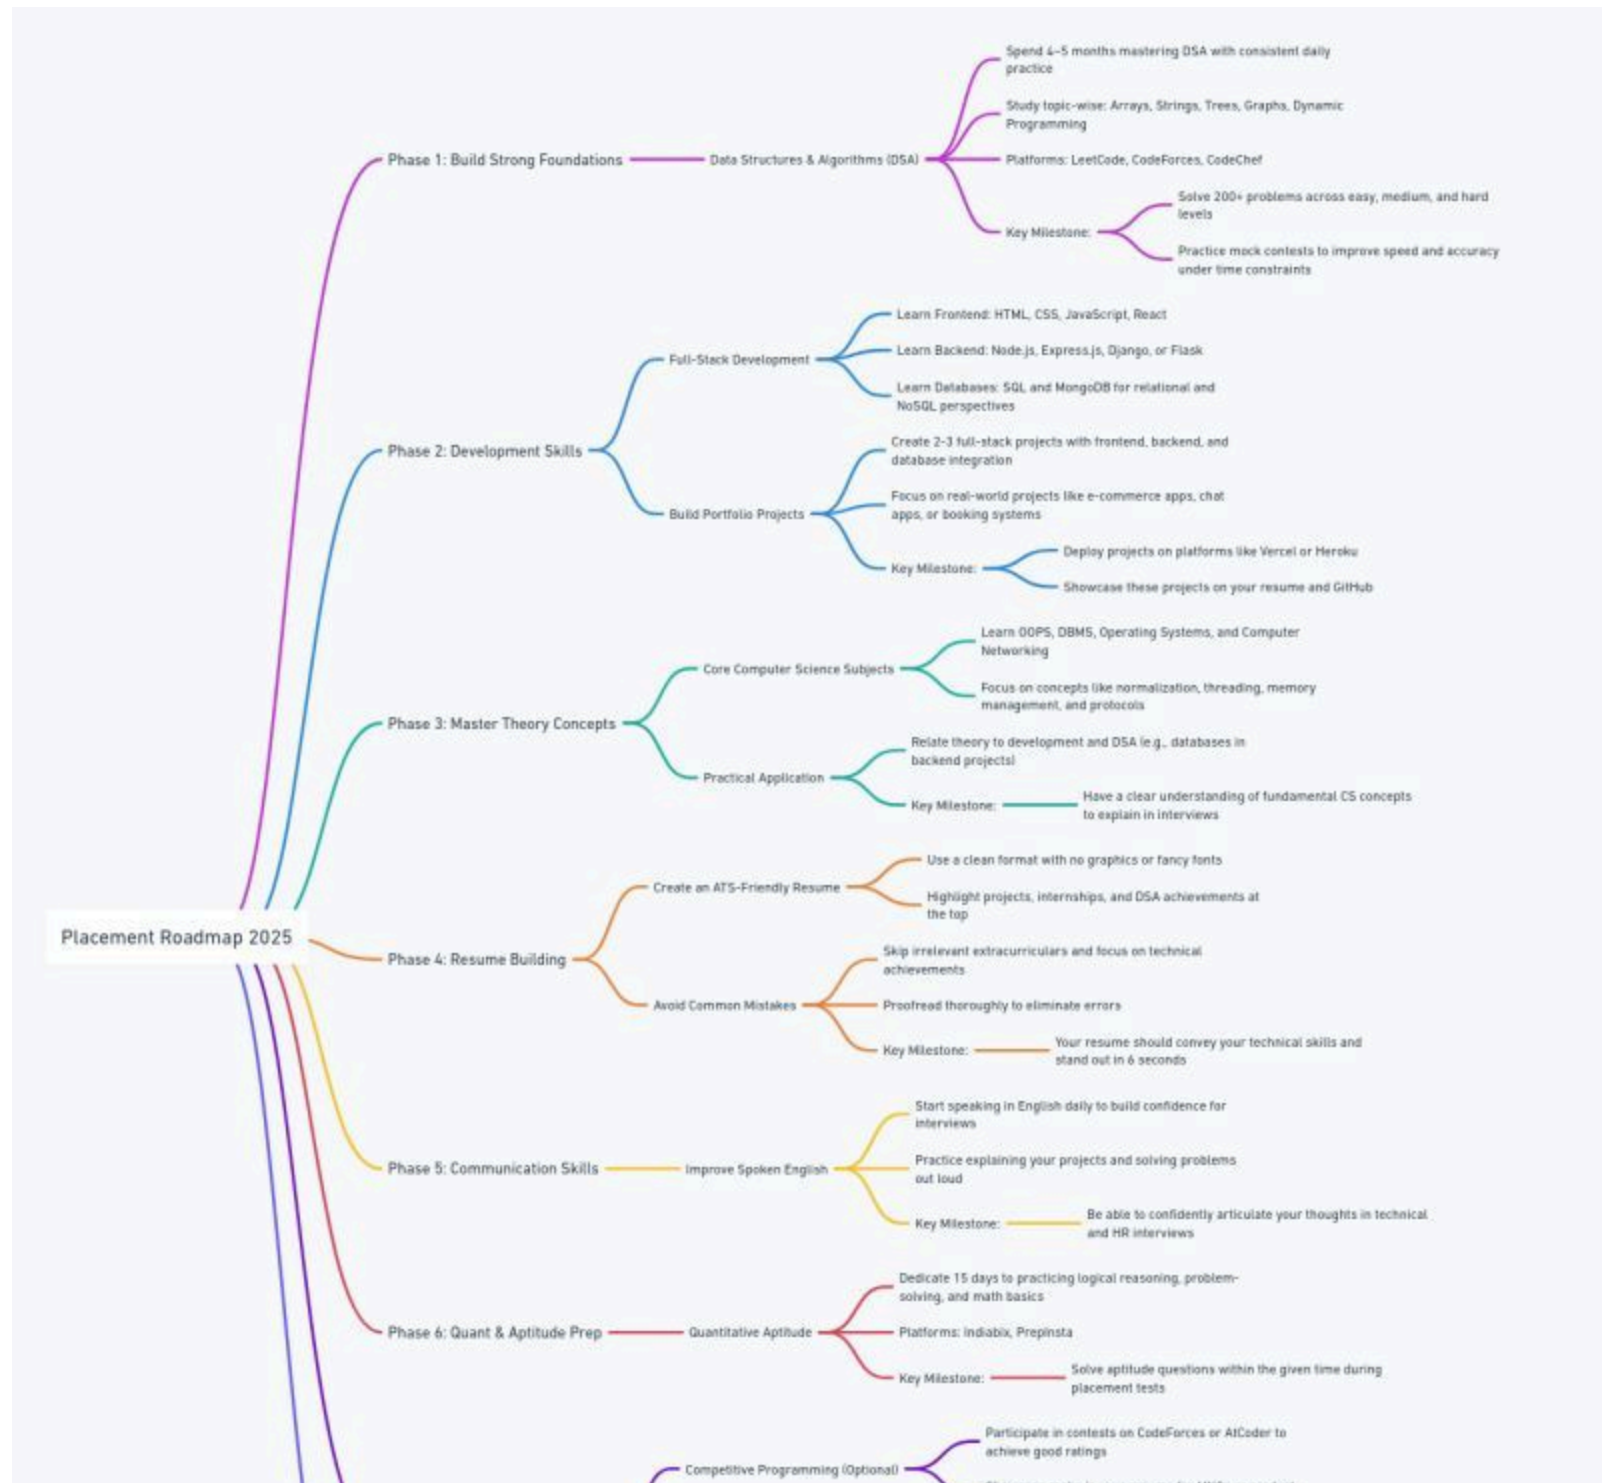 Spend 4-5 months mastering DSA with consistent daily
practice
Study topic-wise: Arrays, Strings, Trees, Graphs, Dynamic
Programming
Phase 1: Build Strong Foundations
Data Structures & Algorithms (DSA)
Platforms: LeetCode, CodeForces, CodeChef
Solve 200+ problems across easy, medium, and hard
levels
Key Milestone:
Practice mock contests to improve speed and accuracy
under time constraints
Learn Frontend: HTML, CSS, JavaScript, React
Full-Stack Development
Learn Backend: Node.js, Express.js, Django, or Flask
Learn Databases: SQL and MongoDB for relational and
NoSQL perspectives
Phase 2: Development Skills
Create 2-3 full-stack projects with frontend, backend, and
database integration
Build Portfolio Projects
Focus on real-world projects like e-commerce apps, chat
apps, or booking systems
Key Milestone:
Deploy projects on platforms like Vercel or Heroku
Showcase these projects on your resume and GitHub
Learn OOPS, DBMS, Operating Systems, and Computer
Networking
Core Computer Science Subjects
Focus on concepts like normalization, threading, memory
management, and protocols
Phase 3: Master Theory Concepts
Relate theory to development and DSA (e.g., databases in
backend projects)
Practical Application
Key Milestone:
Have a clear understanding of fundamental CS concepts
to explain in interviews
Use a clean format with no graphics or fancy fonts
Create an ATS-Friendly Resume
Highlight projects, internships, and DSA achievements at
the top
Placement Roadmap 2025
Phase 4: Resume Building
Skip irrelevant extracurriculars and focus on technical
achievements
Avoid Common Mistakes
Proofread thoroughly to eliminate errors
Key Milestone:
Your resume should convey your technical skills and
stand out in 6 seconds
Start speaking in English daily to build confidence for
interviews
Phase 5: Communication Skills
Improve Spoken English
Practice explaining your projects and solving problems
out loud
Key Milestone:
Be able to confidently articulate your thoughts in technical
and HR interviews
Dedicate 15 days to practicing logical reasoning, problem-
solving, and math basics
Phase 6: Quant & Aptitude Prep
Quantitative Aptitude
Platforms: Indiabix, PrepInsta
Key Milestone:
Solve aptitude questions within the given time during
placement tests
Participate in contests on CodeForces or AtCoder to
achieve good ratings
Competitive Programming (Optional)